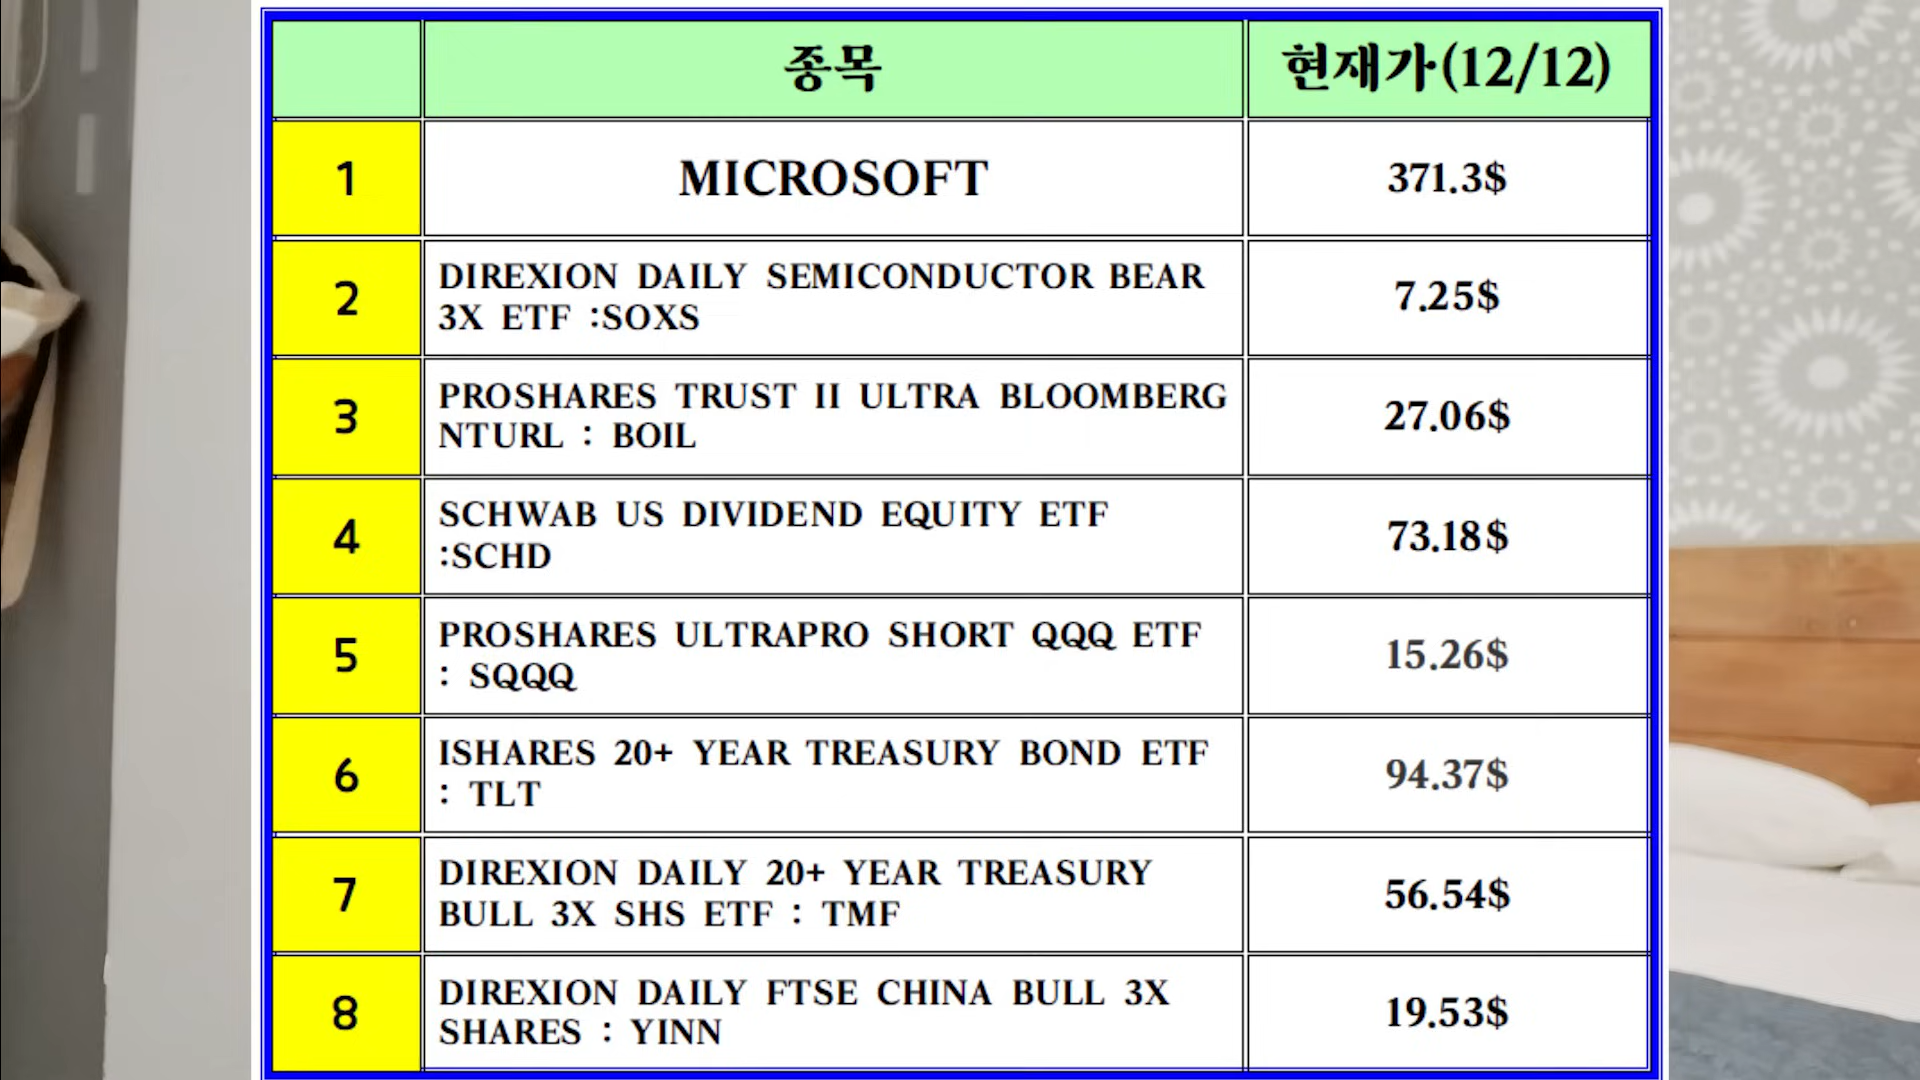 종목 현재가(12/12)
1 MICROSOFT 371.3$
2 DIREXION DAILY SEMICONDUCTOR BEAR
3X ETF :SOXS 7.25$
3 PROSHARES TRUST II ULTRA BLOOMBERG
NTURL : BOIL 27.06$
4 SCHWAB US DIVIDEND EQUITY ETF
:SCHD 73.18$
5 PROSHARES ULTRAPRO SHORT QQQ ETF
: SQQQ 15.26$
6 ISHARES 20+ YEAR TREASURY BOND ETF
: TLT 94.37$
7 DIREXION DAILY 20+ YEAR TREASURY
BULL 3X SHS ETF : TMF 56.54$
8 DIREXION DAILY FTSE CHINA BULL 3X
SHARES : YINN 19.53$